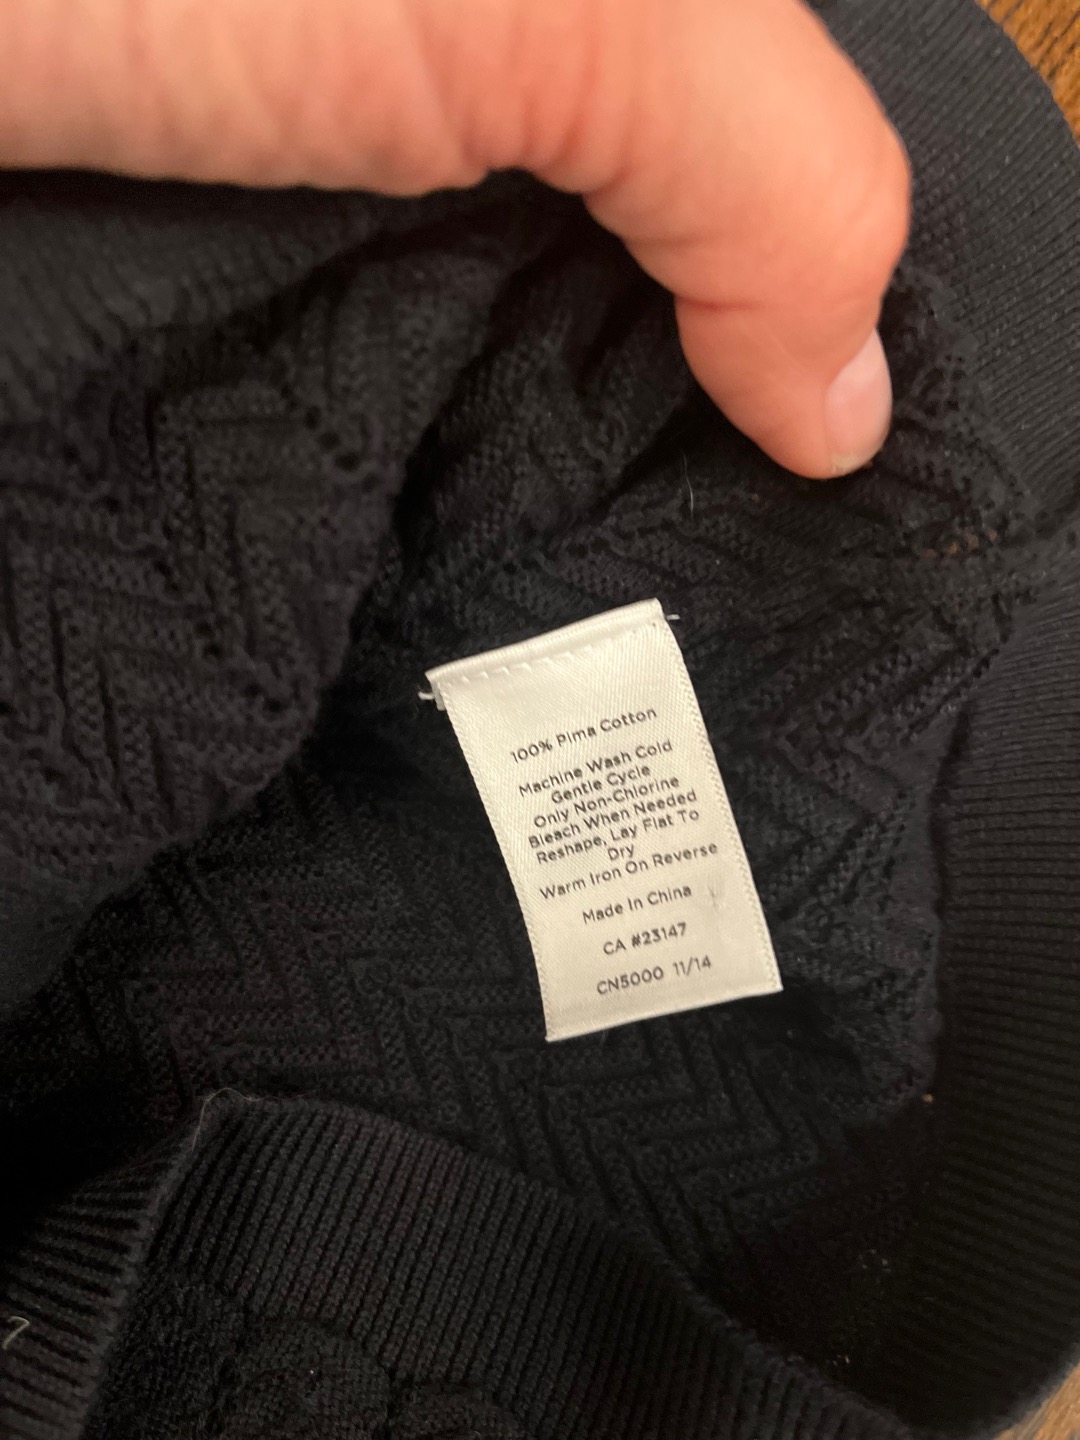 100% Pima Cotton
Machine Wash Cold
Gentle Cycle
Only Non-Chlorine
Bleach When Needed
Reshape, Lay Flat To
Dry
Warm Iron On Reverse
Made In China
CA #23147
CN5000 11/14